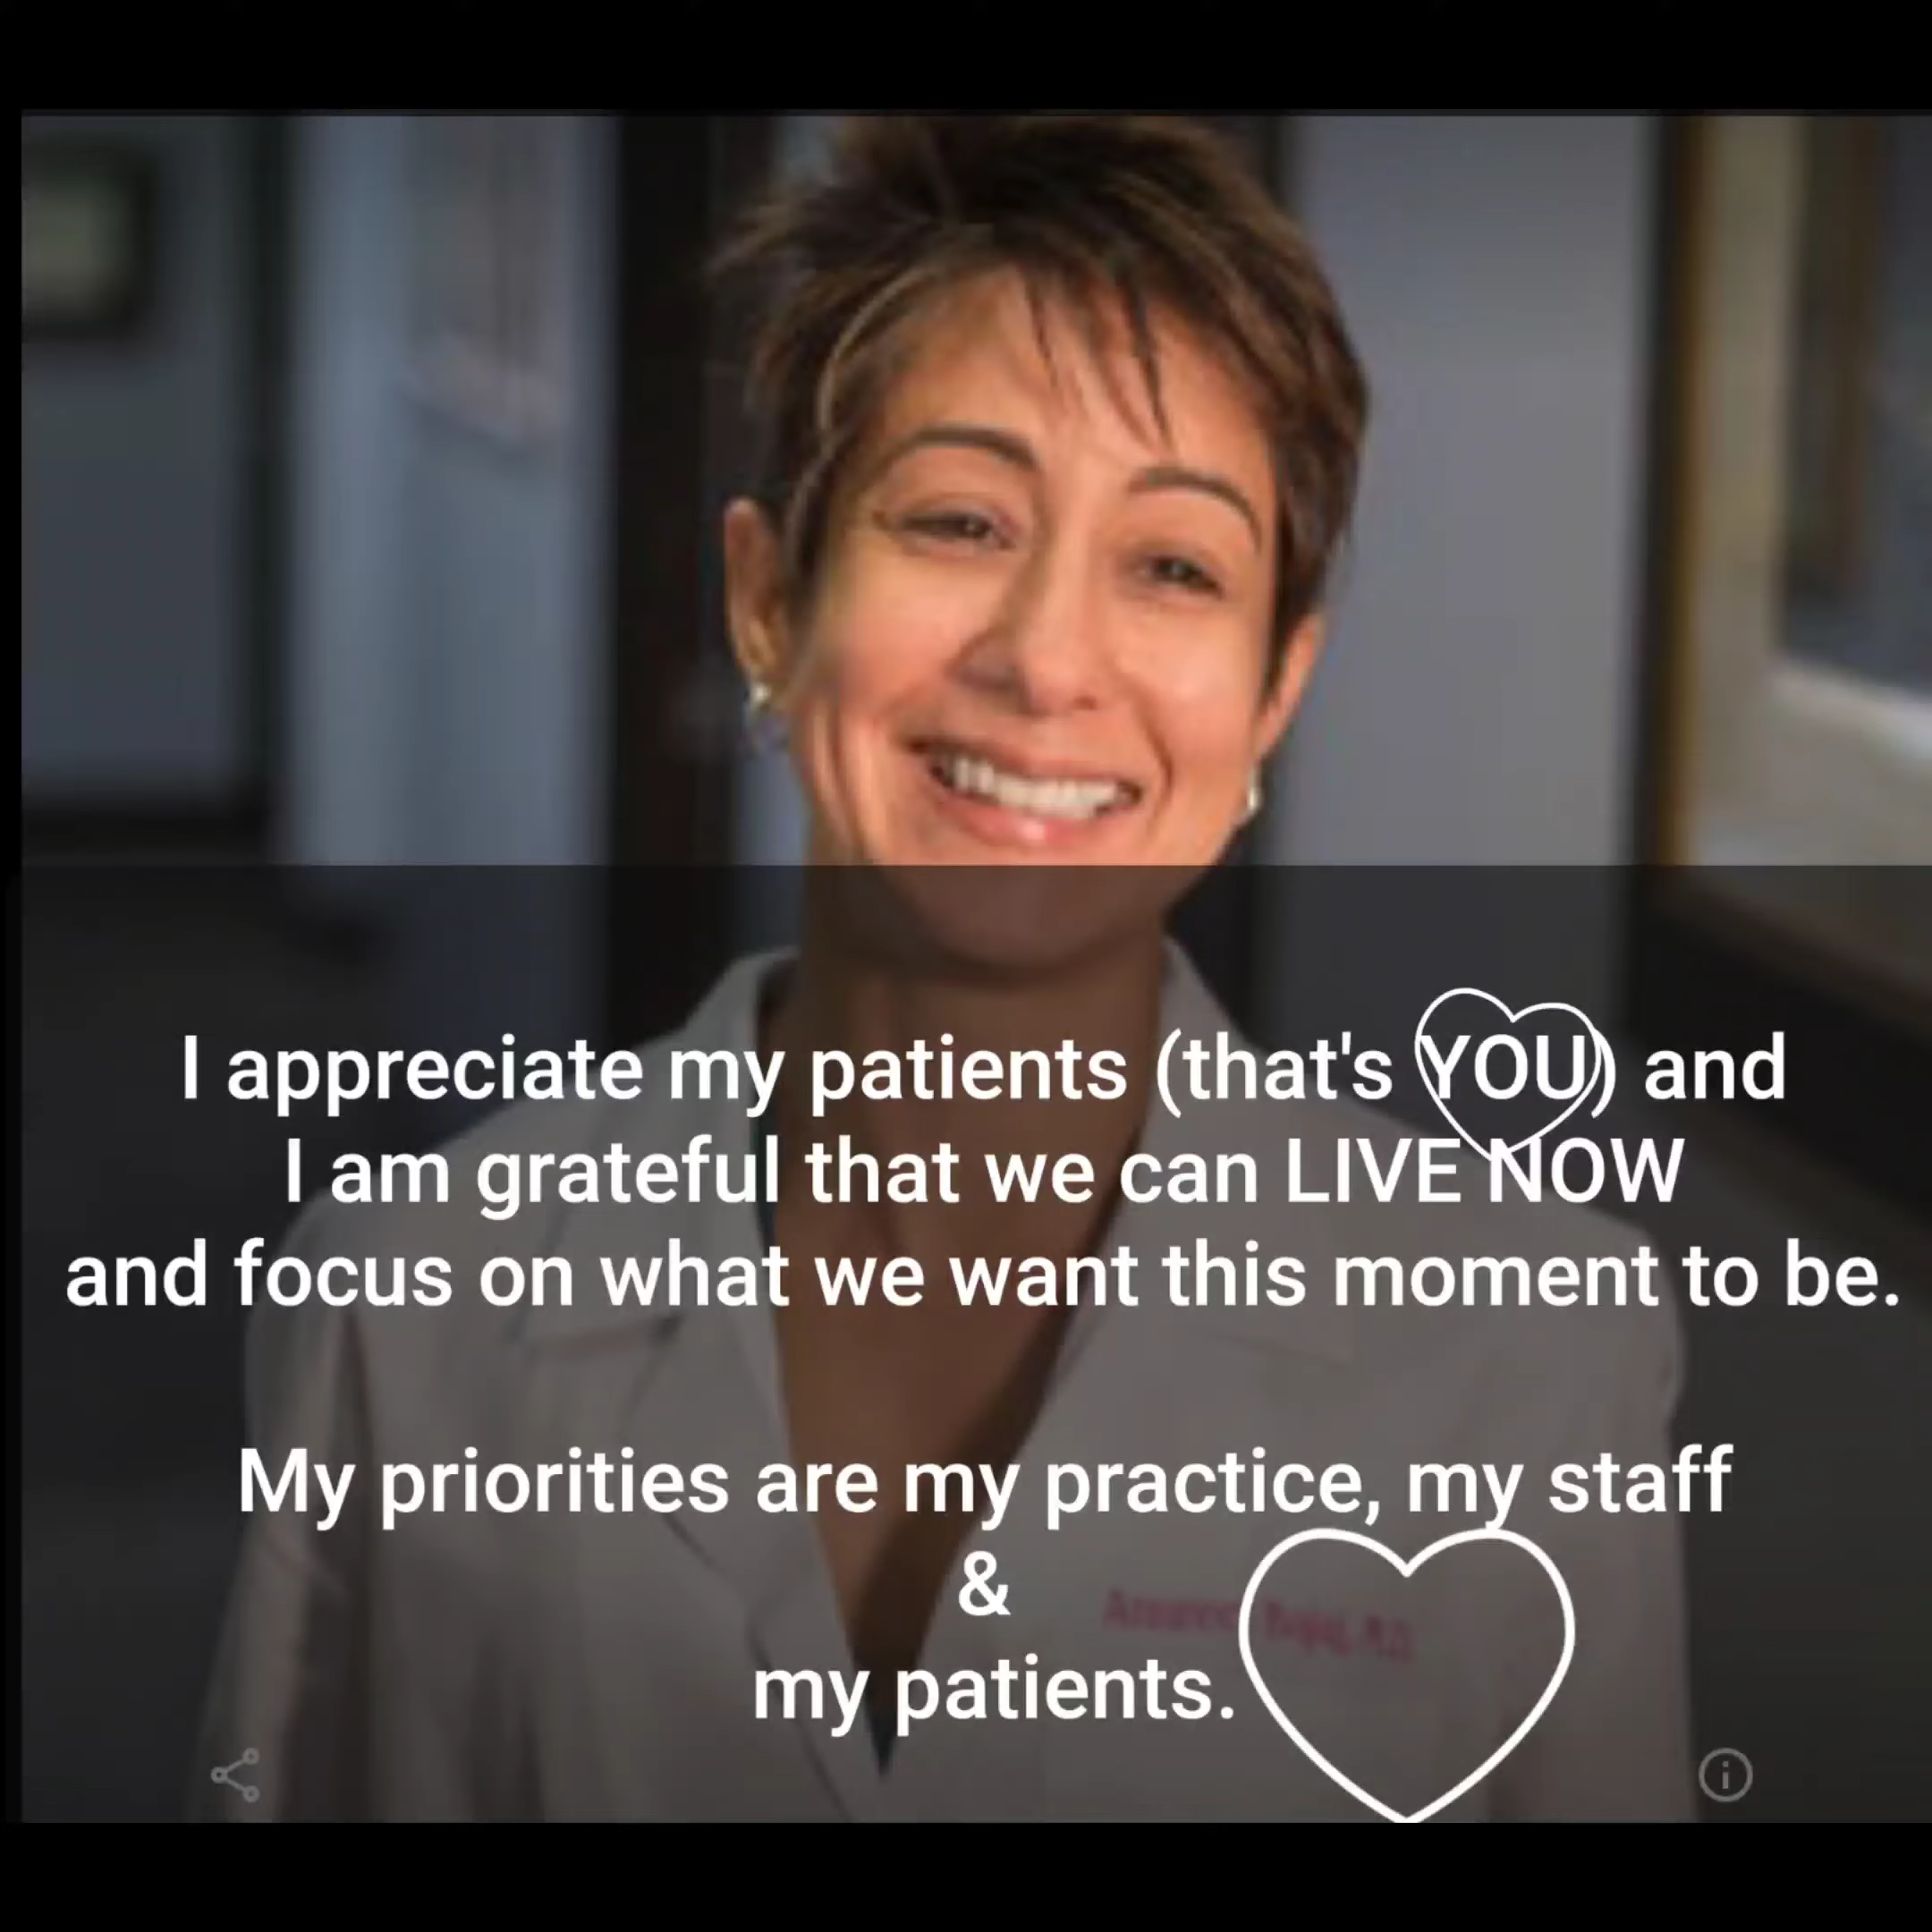 I appreciate my patients (that's YOU) and
I am grateful that we can LIVE NOW
and focus on what we want this moment to be.
My priorities are my practice, my staff
&
my patients.
M.D.